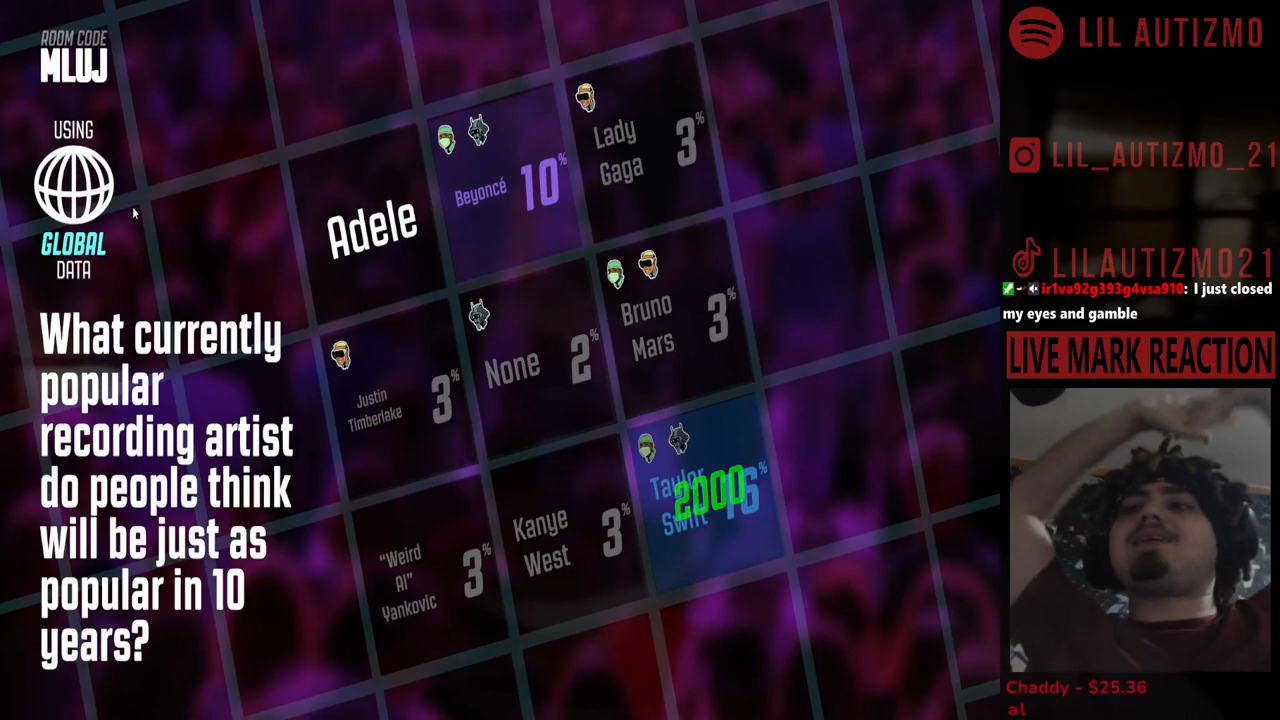 ROOM CODE
MLUJ
USING
GLOBAL
DATA
What currently
popular
recording artist
do people think
will be just as
popular in 10
years?
Adele
Beyoncé 10%
Lady
Gaga 3%
Justin
Timberlake 3%
None 2%
Bruno
Mars 3%
"Weird
Al"
Yankovic 3%
Kanye
West 3%
Taylor
Swift
2000
LIL AUTIZMO
LIL_AUTIZMO_21
LILAUTIZMO21
ir1va92g393g4vsa910: I just closed
my eyes and gamble
LIVE MARK REACTION
Chaddy - $25.36
al